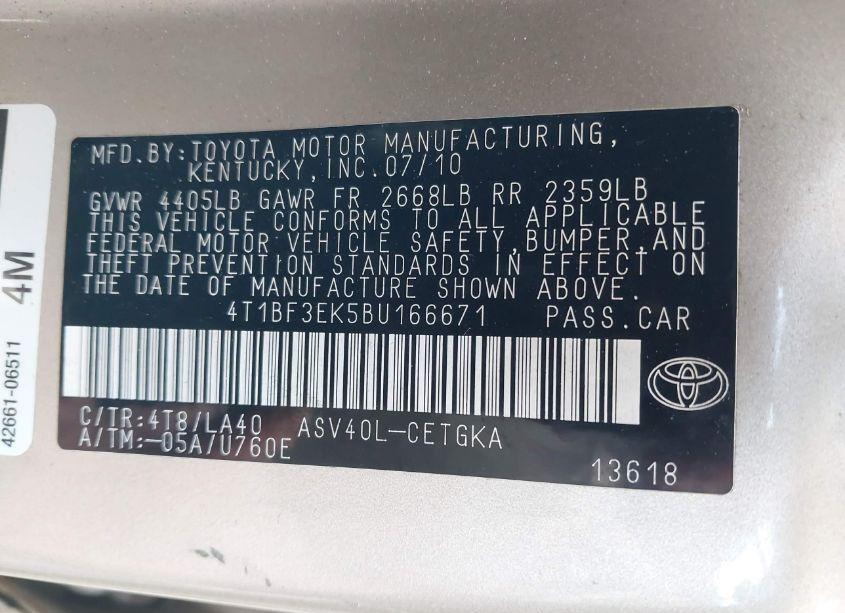 MFD.BY:TOYOTA MOTOR MANUFACTURING,
KENTUCKY,INC.07/10
GVWR 4405LB GAWR FR 2668LB RR 2359LB
THIS VEHICLE CONFORMS TO ALL APPLICABLE
FEDERAL MOTOR VEHICLE SAFETY,BUMPER,AND
THEFT PREVENTION STANDARDS IN EFFECT ON
THE DATE OF MANUFACTURE SHOWN ABOVE.
4T1BF3EK5BU166671 PASS.CAR
C/TR:4T8/LA40 ASV40L-CETGKA
A/TM:-05A/U760E
13618
42661-06511
4M